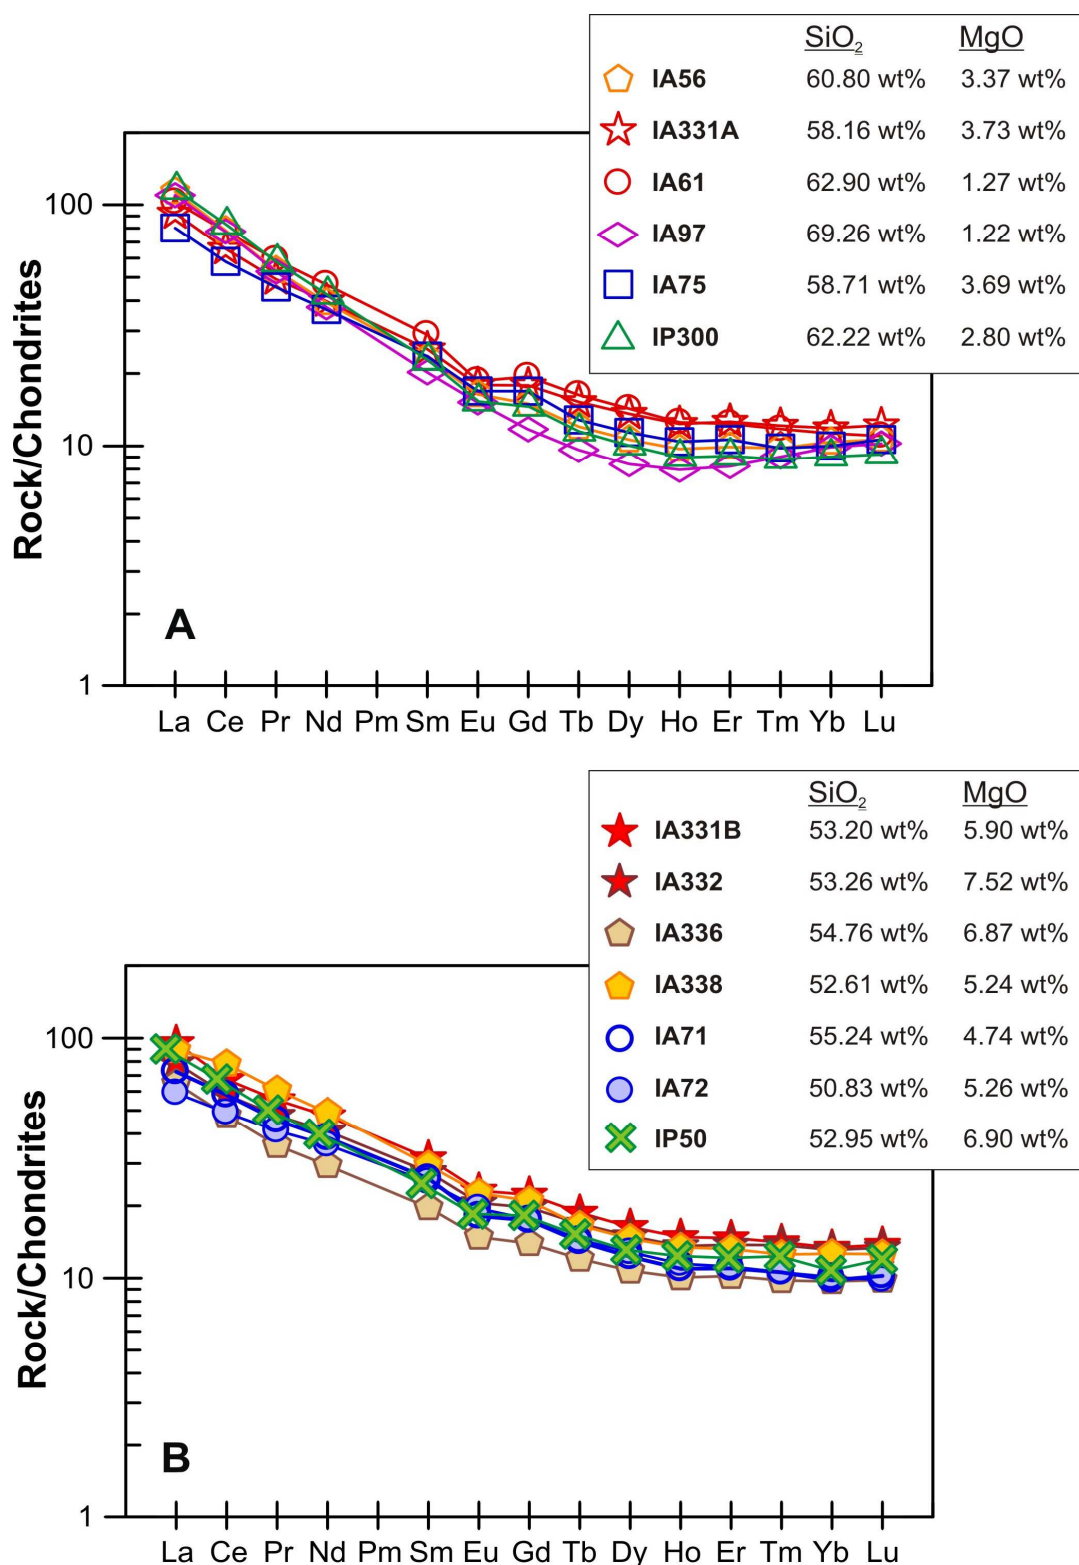 SiO2 MgO
IA56 60.80 wt% 3.37 wt%
IA331A 58.16 wt% 3.73 wt%
IA61 62.90 wt% 1.27 wt%
IA97 69.26 wt% 1.22 wt%
IA75 58.71 wt% 3.69 wt%
IP300 62.22 wt% 2.80 wt%
Rock/Chondrites
100
10
1
A
La Ce Pr Nd Pm Sm Eu Gd Tb Dy Ho Er Tm Yb Lu
SiO2 MgO
IA331B 53.20 wt% 5.90 wt%
IA332 53.26 wt% 7.52 wt%
IA336 54.76 wt% 6.87 wt%
IA338 52.61 wt% 5.24 wt%
IA71 55.24 wt% 4.74 wt%
IA72 50.83 wt% 5.26 wt%
IP50 52.95 wt% 6.90 wt%
Rock/Chondrites
100
10
1
B
La Ce Pr Nd Pm Sm Eu Gd Tb Dy Ho Er Tm Yb Lu